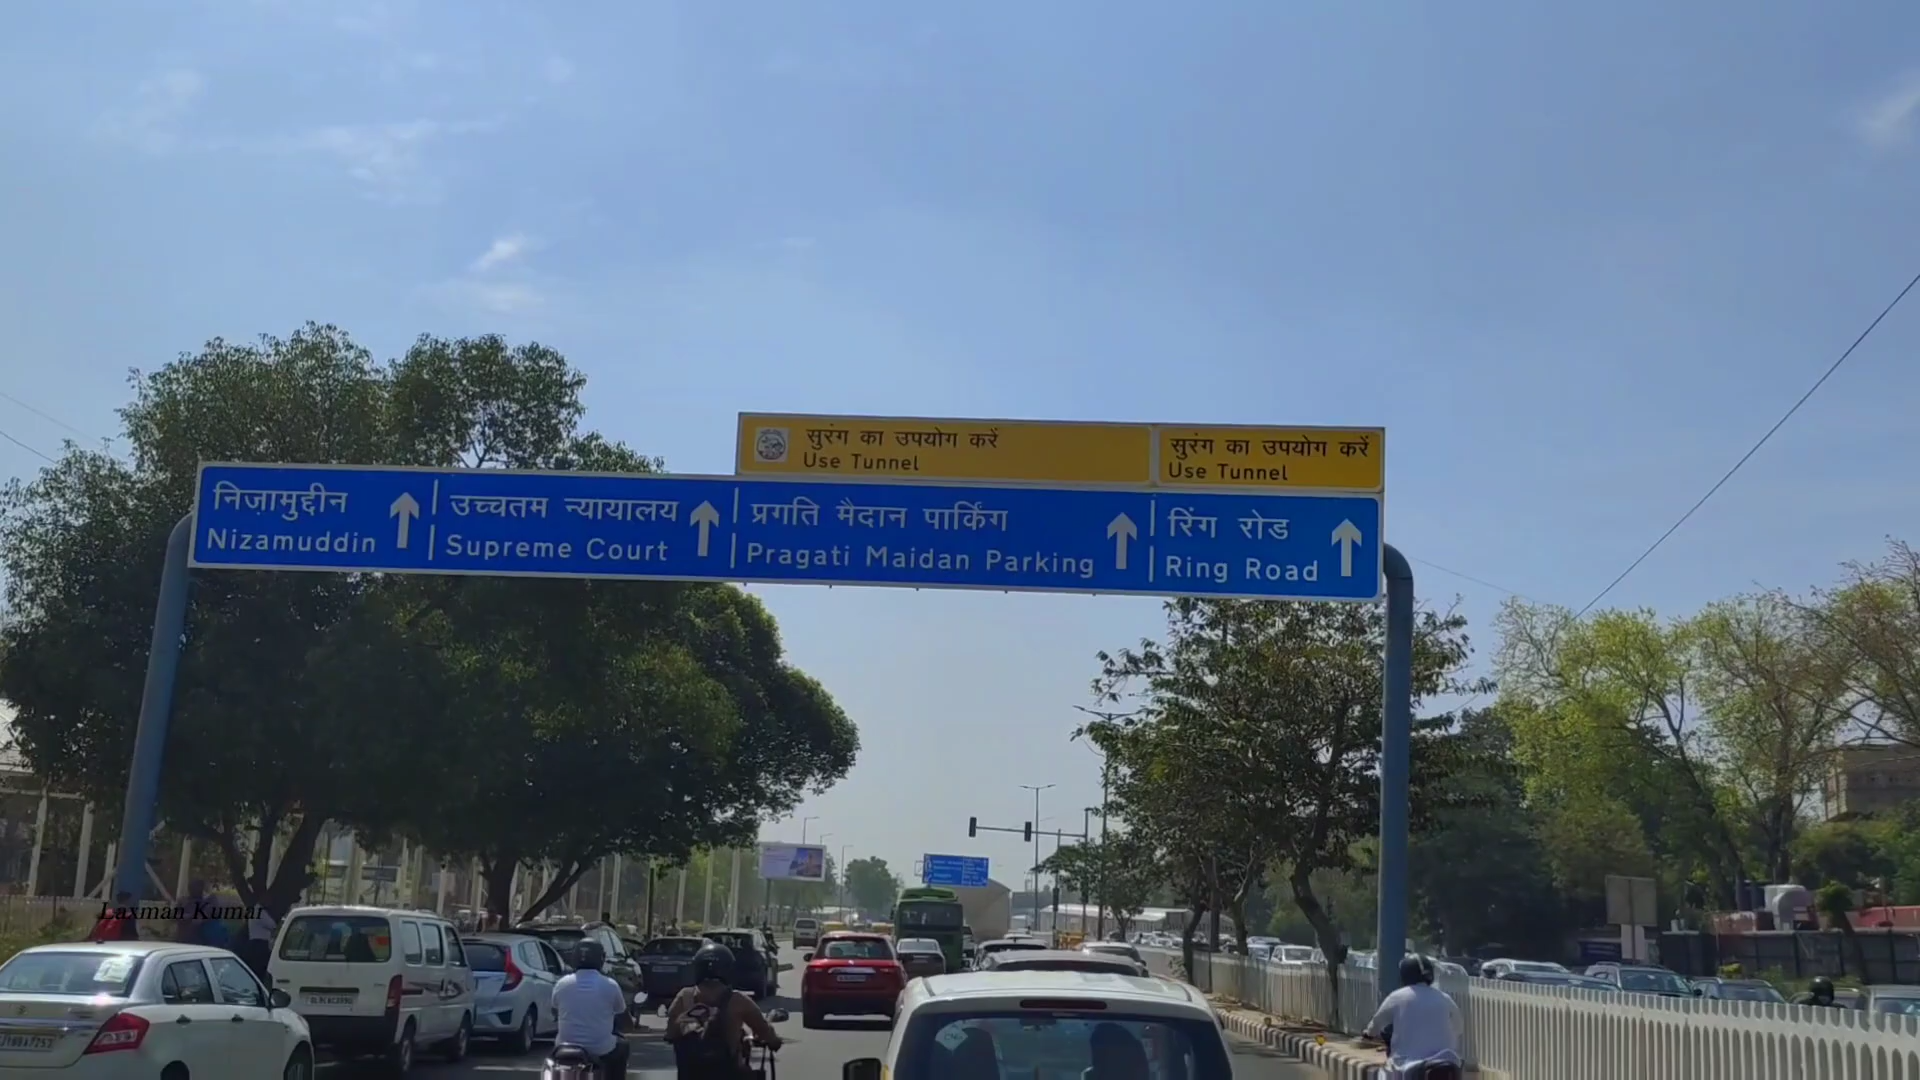 सुरंग का उपयोग करें
Use Tunnel
सुरंग का उपयोग करें
Use Tunnel
निज़ामुद्दीन
Nizamuddin
उच्चतम न्यायालय
Supreme Court
प्रगति मैदान पार्किंग
Pragati Maidan Parking
रिंग रोड
Ring Road
Laxman Kumar